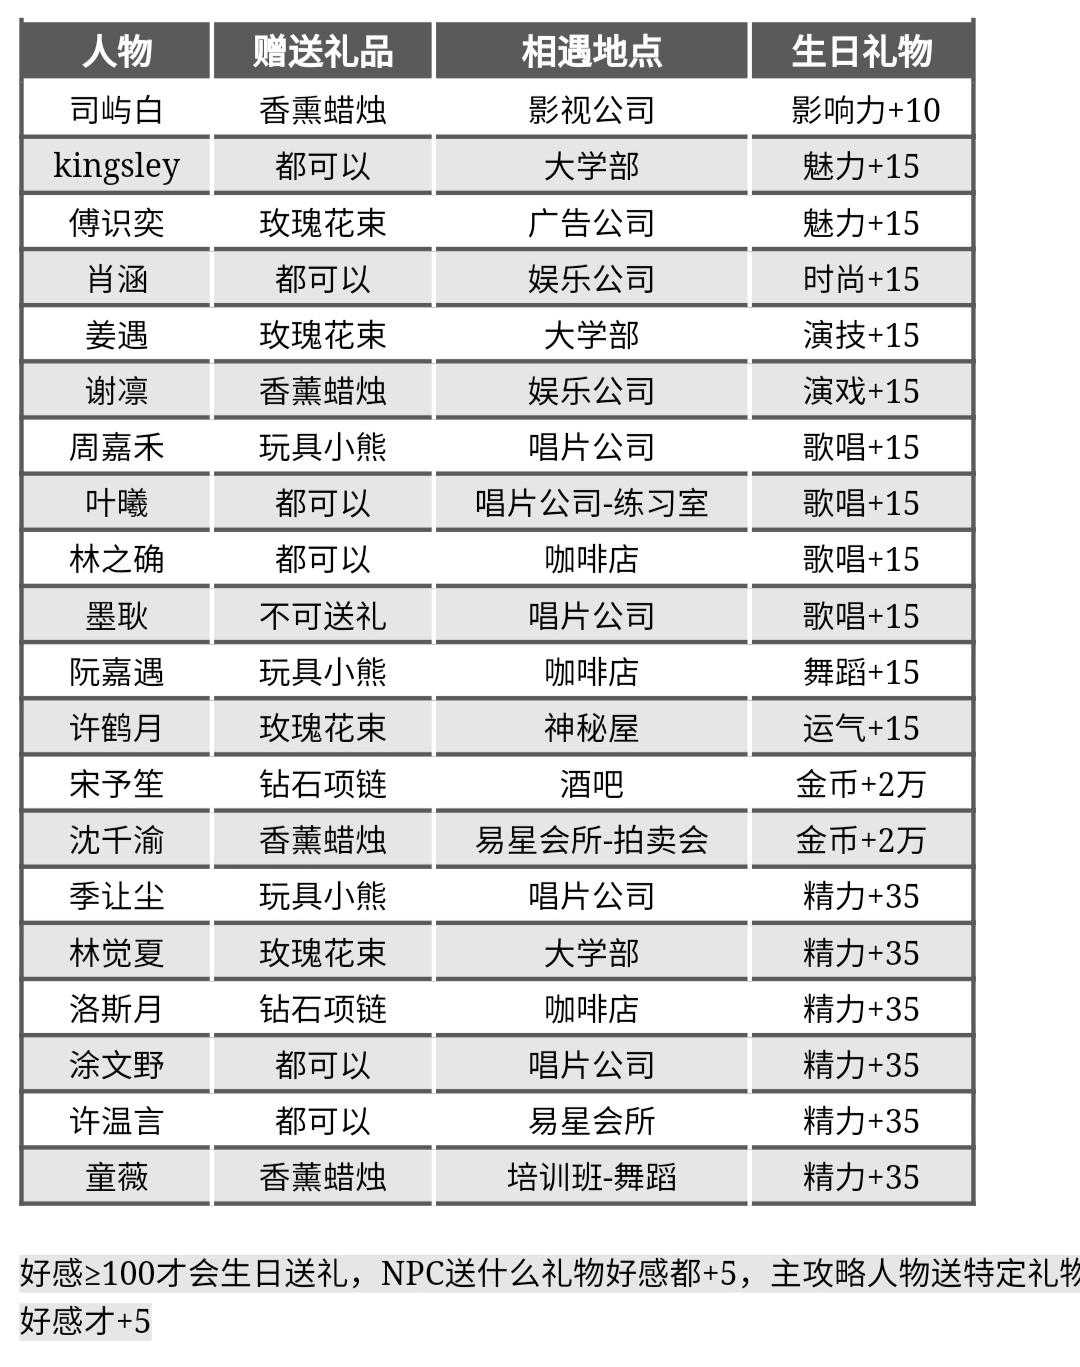 人物 赠送礼品 相遇地点 生日礼物
司屿白 香熏蜡烛 影视公司 影响力+10
kingsley 都可以 大学部 魅力+15
傅识奕 玫瑰花束 广告公司 魅力+15
肖涵 都可以 娱乐公司 时尚+15
姜遇 玫瑰花束 大学部 演技+15
谢凛 香薰蜡烛 娱乐公司 演戏+15
周嘉禾 玩具小熊 唱片公司 歌唱+15
叶曦 都可以 唱片公司-练习室 歌唱+15
林之确 都可以 咖啡店 歌唱+15
墨耿 不可送礼 唱片公司 歌唱+15
阮嘉遇 玩具小熊 咖啡店 舞蹈+15
许鹤月 玫瑰花束 神秘屋 运气+15
宋予笙 钻石项链 酒吧 金币+2万
沈千渝 香薰蜡烛 易星会所-拍卖会 金币+2万
季让尘 玩具小熊 唱片公司 精力+35
林觉夏 玫瑰花束 大学部 精力+35
洛斯月 钻石项链 咖啡店 精力+35
涂文野 都可以 唱片公司 精力+35
许温言 都可以 易星会所 精力+35
童薇 香薰蜡烛 培训班-舞蹈 精力+35
好感≥100才会生日送礼，NPC送什么礼物好感都+5，主攻略人物送特定礼物
好感才+5